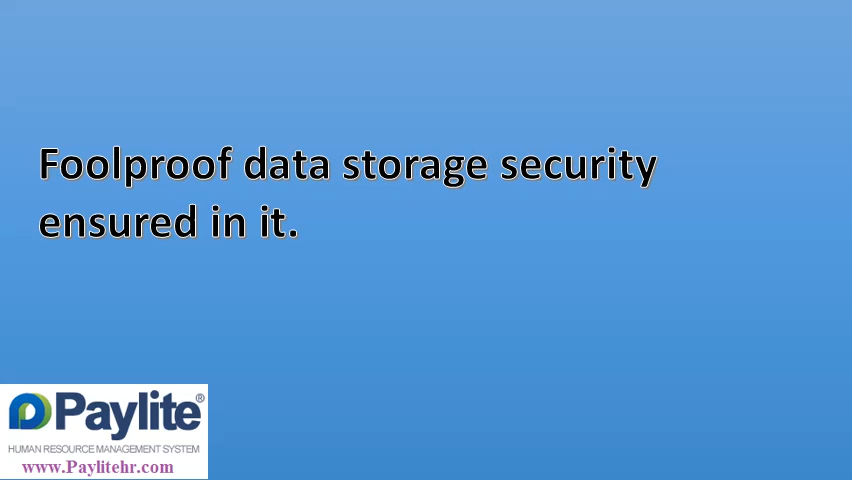 Foolproof data storage security
ensured in it.
Paylite®
HUMAN RESOURCE MANAGEMENT SYSTEM
www.Paylitehr.com